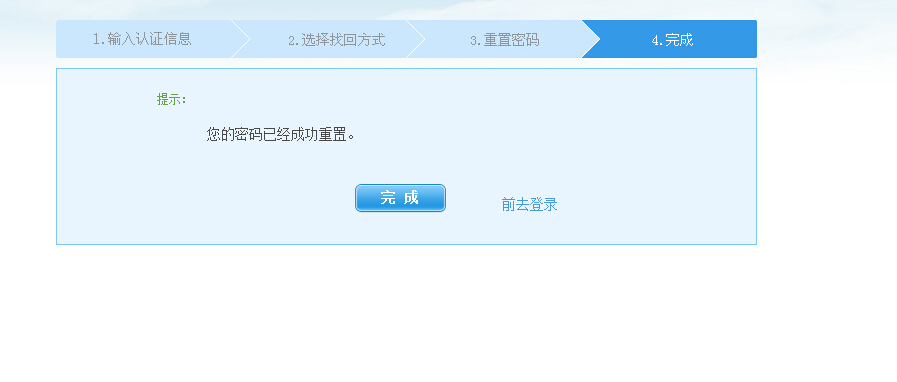 1.输入认证信息
2.选择找回方式
3.重置密码
4.完成
提示：
您的密码已经成功重置。
完 成
前去登录